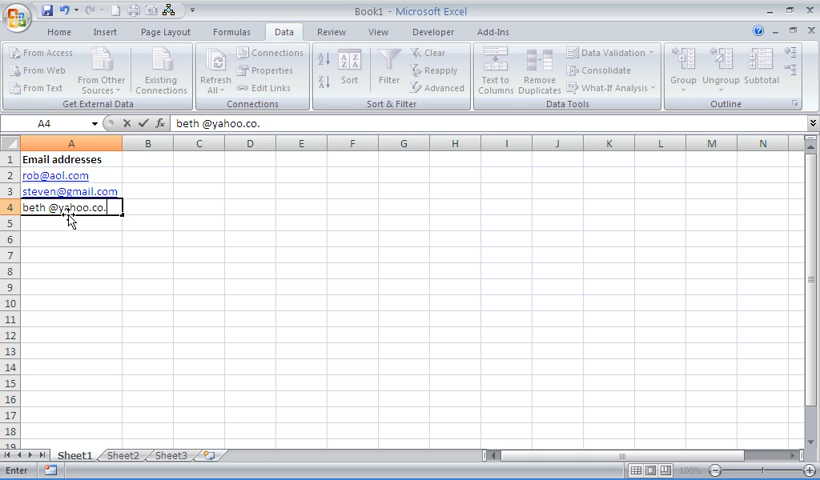 Book1 - Microsoft Excel
Home Insert Page Layout Formulas Data Review View Developer Add-Ins
From Access
From Web
From Text
From Other Sources
Existing Connections
Get External Data
Refresh All
Connections
Properties
Edit Links
Connections
Sort
Filter
Clear
Reapply
Advanced
Sort & Filter
Text to Columns
Remove Duplicates
Data Validation
Consolidate
What-If Analysis
Data Tools
Group
Ungroup
Subtotal
Outline
A4 fx beth @yahoo.co.
A B C D E F G H I J K L M N
1 Email addresses
2 rob@aol.com
3 steven@gmail.com
4 beth @yahoo.co.
5
6
7
8
9
10
11
12
13
14
15
16
17
18
19
Sheet1 Sheet2 Sheet3
Enter 100%